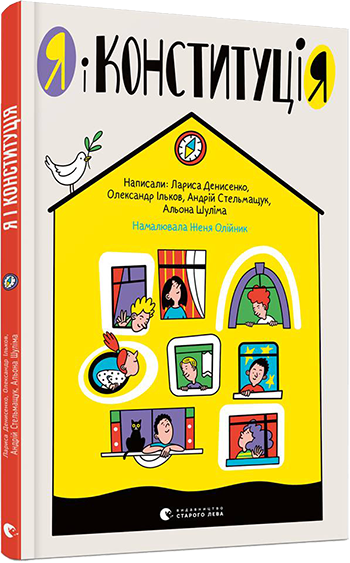 Я і КОНСТИТУЦіЯ
Написали: Лариса Денисенко,
Олександр Ільков, Андрій Стельмащук,
Альона Шуліма
Намалювала Женя Олійник
ВИДАВНИЦТВО
СТАРОГО ЛЕВА
Я І КОНСТИТУЦІЯ
Лариса Денисенко, Олександр Ільков,
Андрій Стельмащук, Альона Шуліма